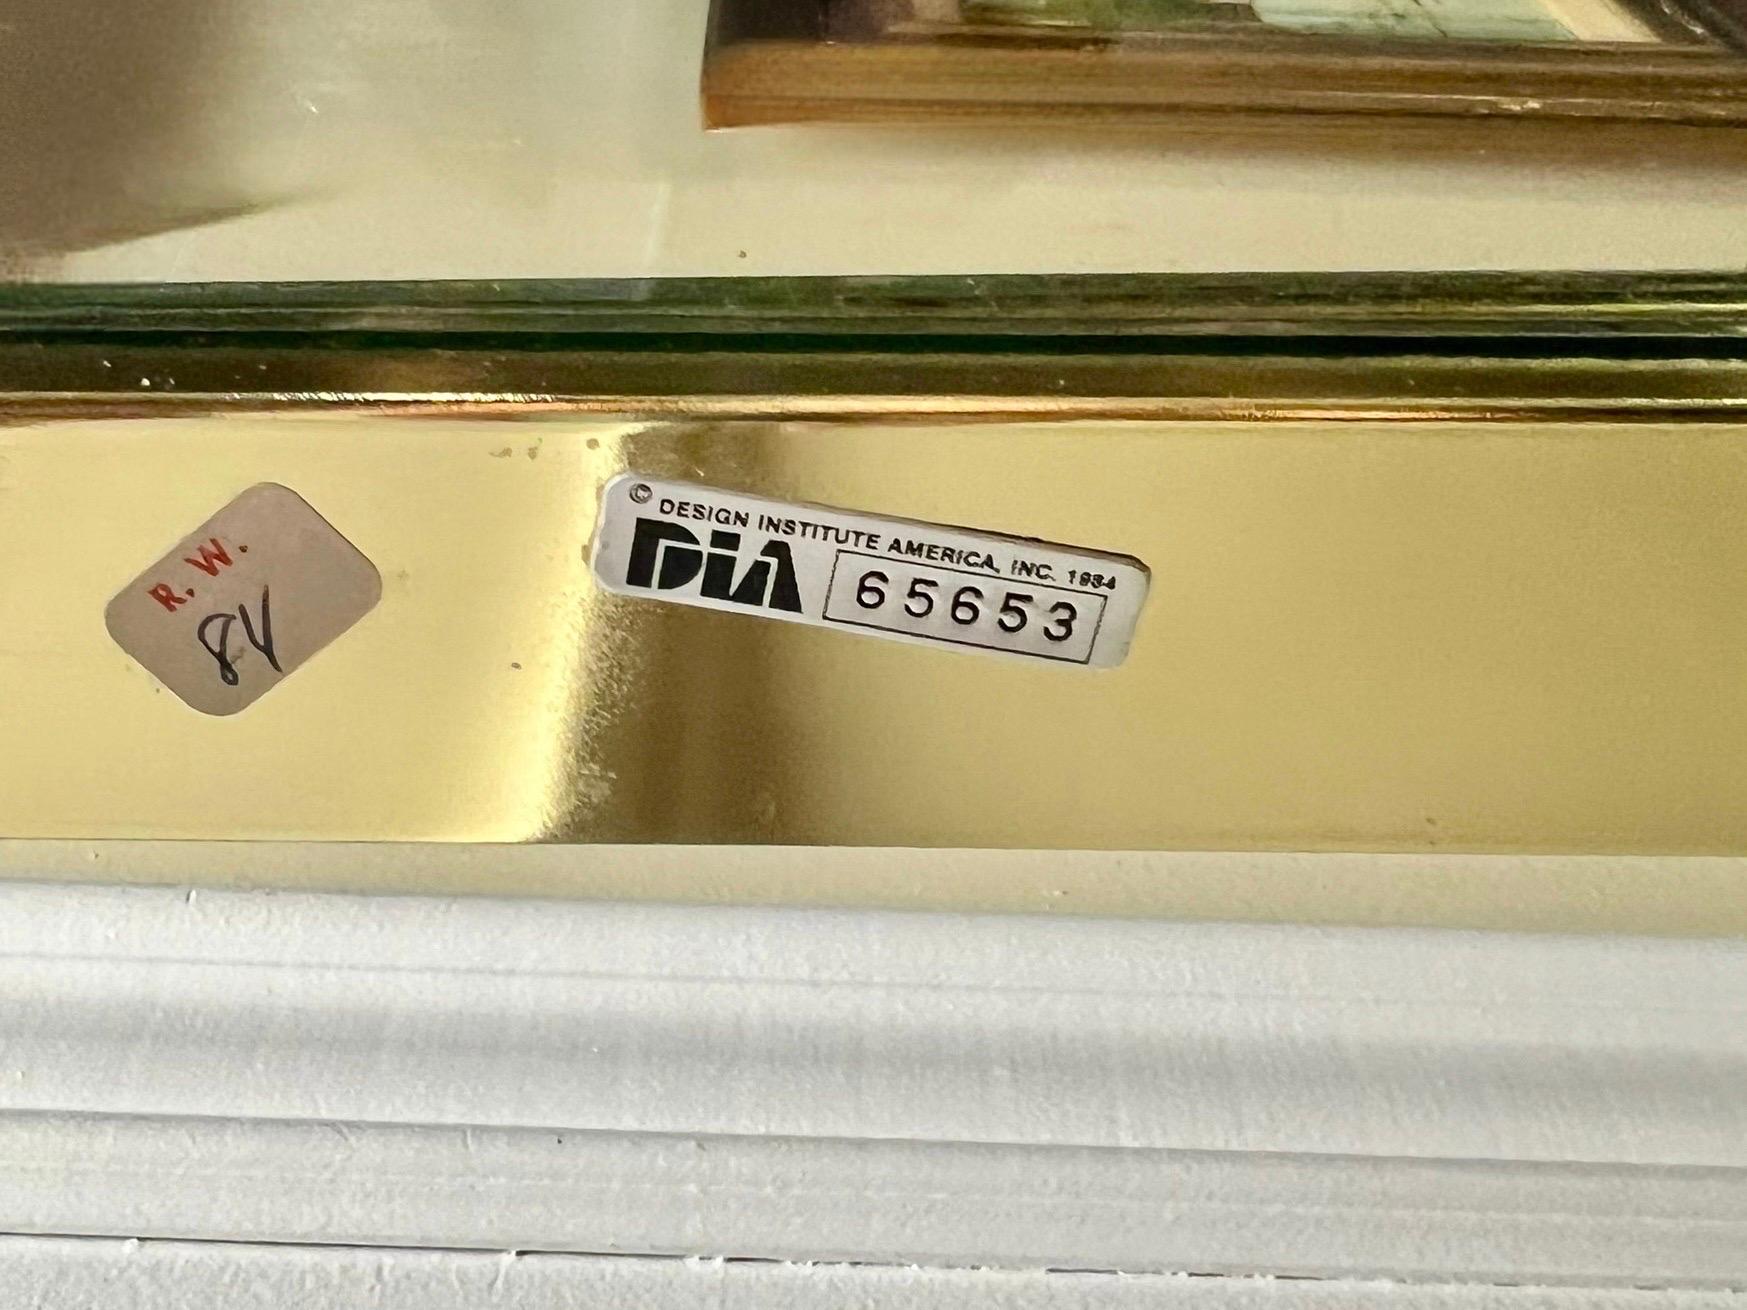 R. W.
84
© DESIGN INSTITUTE AMERICA, INC. 1984
DiA
65653